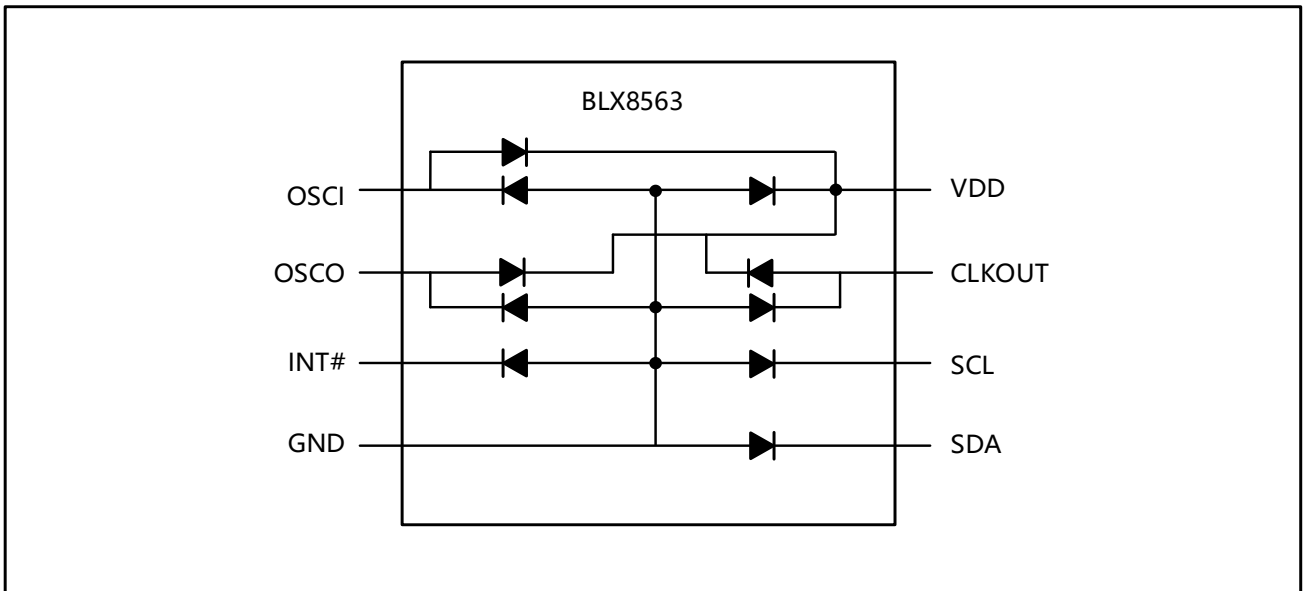 BLX8563
OSCI
VDD
OSCO
CLKOUT
INT#
SCL
GND
SDA